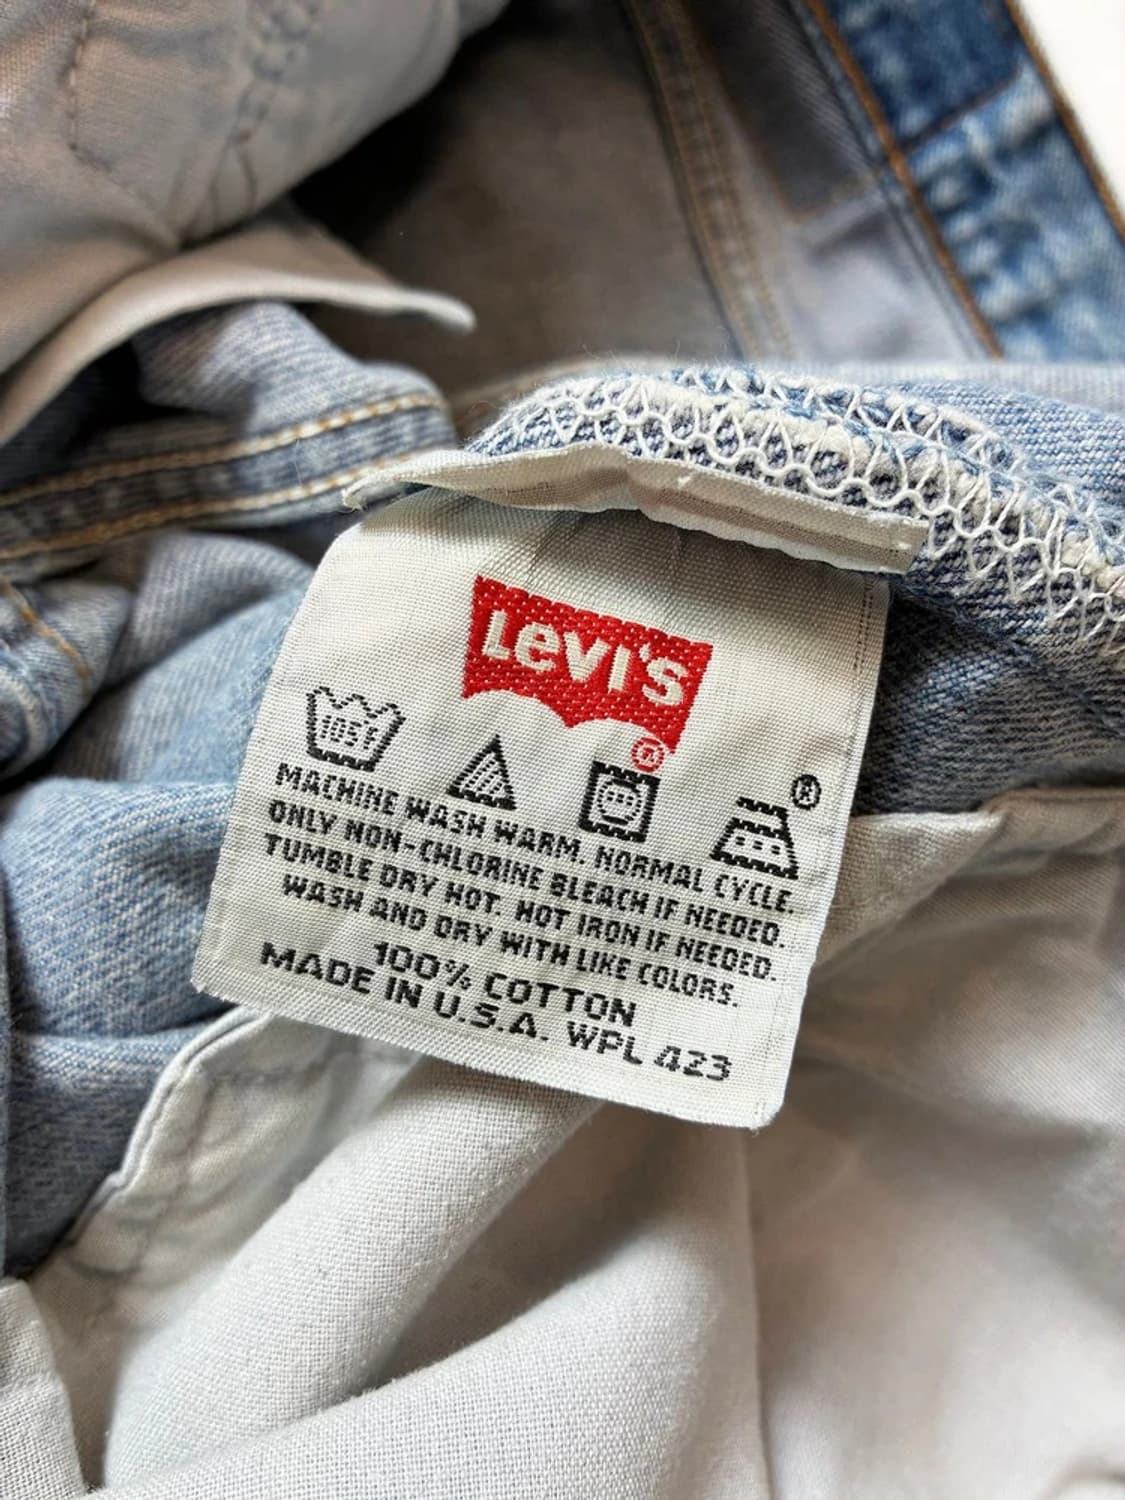 Levi's
®
105F
®
MACHINE WASH WARM. NORMAL CYCLE.
ONLY NON-CHLORINE BLEACH IF NEEDED.
TUMBLE DRY HOT. HOT IRON IF NEEDED.
WASH AND DRY WITH LIKE COLORS.
100% COTTON
MADE IN U.S.A. WPL 423